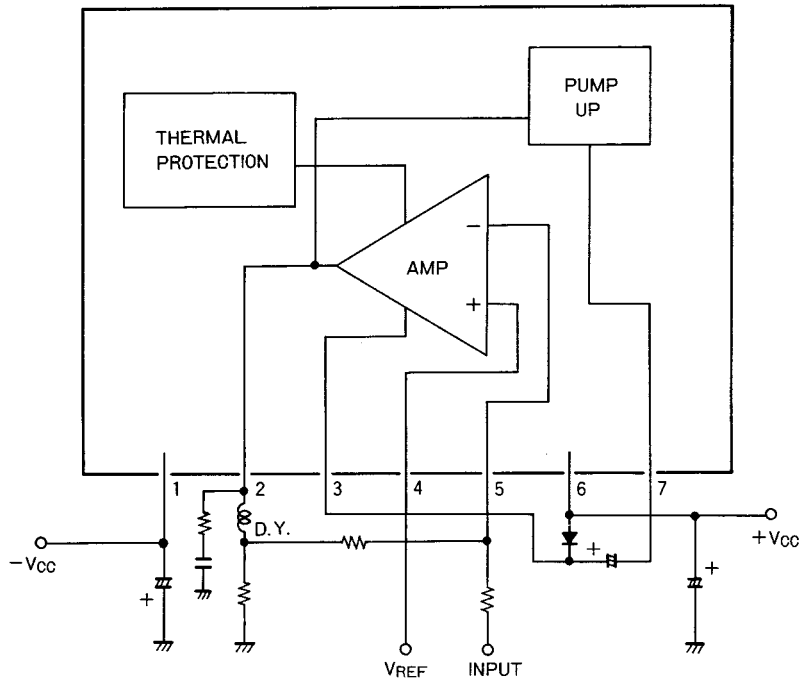 PUMP
UP
THERMAL
PROTECTION
−
AMP
+
1 2 3 4 5 6 7
D.Y.
+
+VCC
−VCC
+
+
VREF INPUT